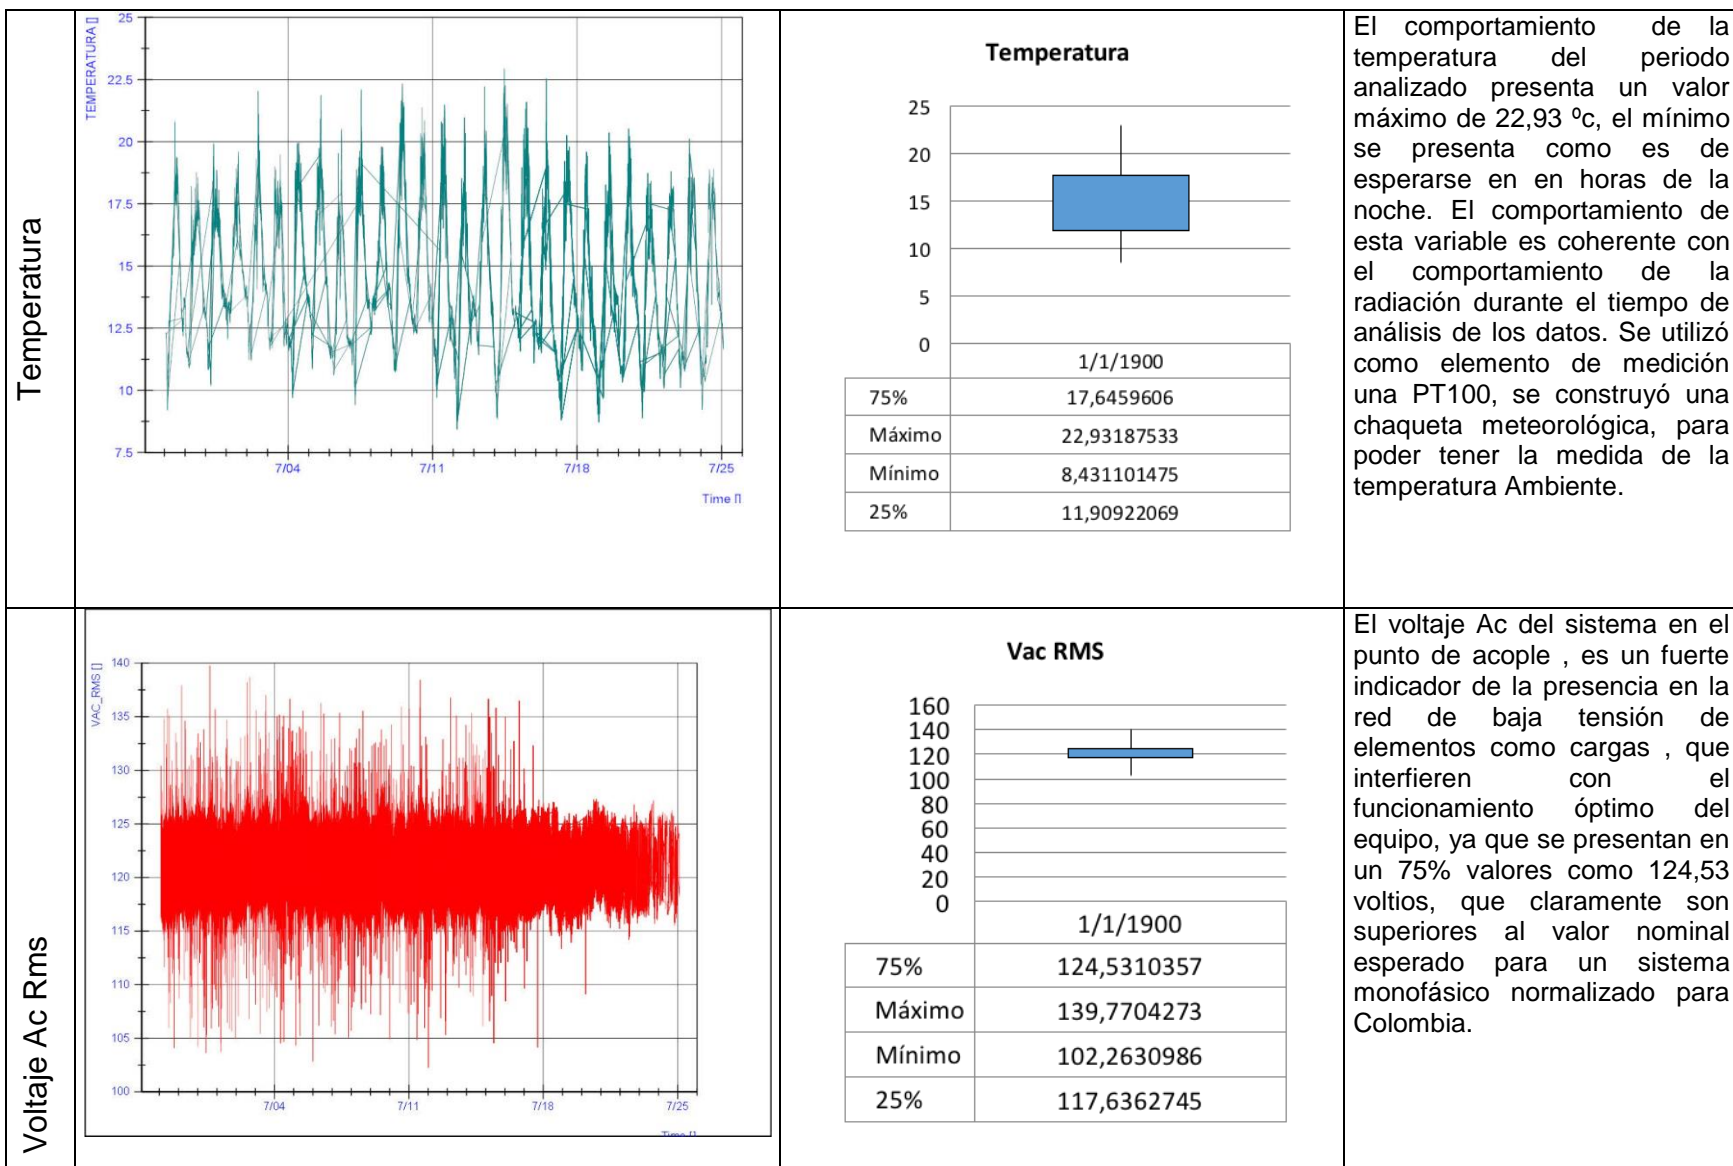 Temperatura
TEMPERATURA []
25
22.5
20
17.5
15
12.5
10
7.5
7/04
7/11
7/18
7/25
Time []
Temperatura
25
20
15
10
5
0
1/1/1900
75% 17,6459606
Máximo 22,93187533
Mínimo 8,431101475
25% 11,90922069
El comportamiento de la
temperatura del periodo
analizado presenta un valor
máximo de 22,93 ºc, el mínimo
se presenta como es de
esperarse en en horas de la
noche. El comportamiento de
esta variable es coherente con
el comportamiento de la
radiación durante el tiempo de
análisis de los datos. Se utilizó
como elemento de medición
una PT100, se construyó una
chaqueta meteorológica, para
poder tener la medida de la
temperatura Ambiente.
Voltaje Ac Rms
VAC_RMS []
140
135
130
125
120
115
110
105
100
7/04
7/11
7/18
7/25
Time []
Vac RMS
160
140
120
100
80
60
40
20
0
1/1/1900
75% 124,5310357
Máximo 139,7704273
Mínimo 102,2630986
25% 117,6362745
El voltaje Ac del sistema en el
punto de acople , es un fuerte
indicador de la presencia en la
red de baja tensión de
elementos como cargas , que
interfieren con el
funcionamiento óptimo del
equipo, ya que se presentan en
un 75% valores como 124,53
voltios, que claramente son
superiores al valor nominal
esperado para un sistema
monofásico normalizado para
Colombia.